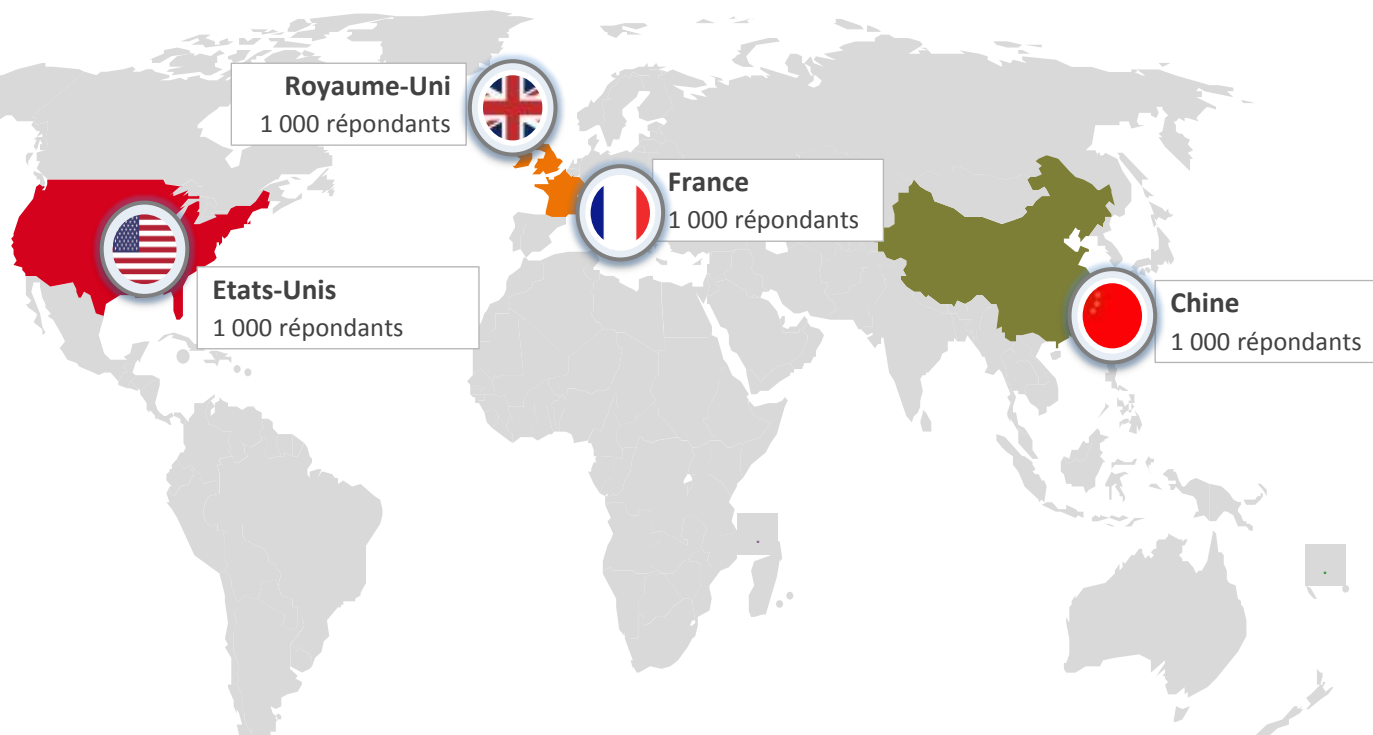 Royaume-Uni
1 000 répondants
France
1 000 répondants
Etats-Unis
1 000 répondants
Chine
1 000 répondants